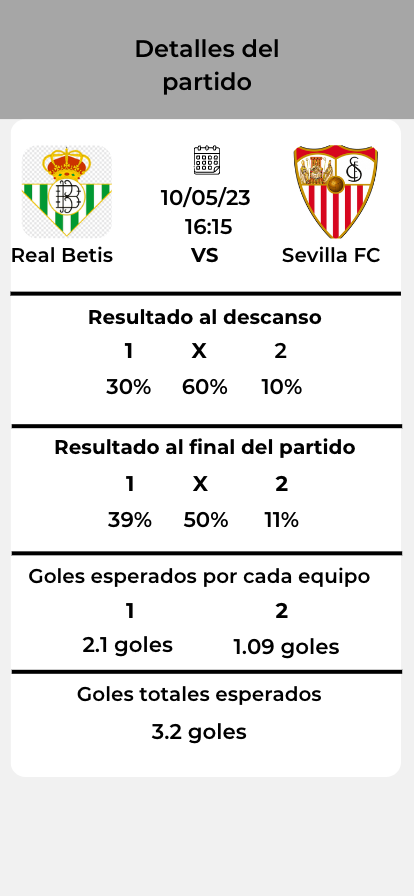 Detalles del
partido
10/05/23
16:15
Real Betis VS Sevilla FC
Resultado al descanso
1 X 2
30% 60% 10%
Resultado al final del partido
1 X 2
39% 50% 11%
Goles esperados por cada equipo
1 2
2.1 goles 1.09 goles
Goles totales esperados
3.2 goles